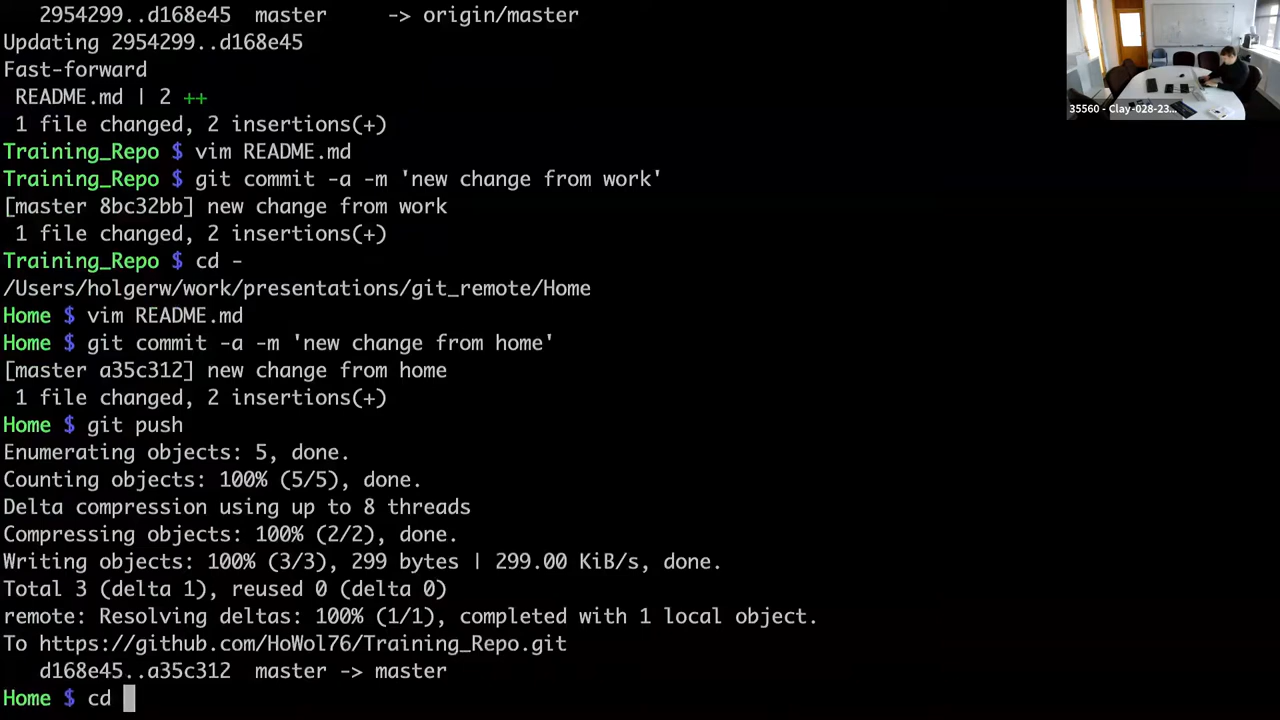 2954299..d168e45  master     -> origin/master
Updating 2954299..d168e45
Fast-forward
README.md | 2 ++
1 file changed, 2 insertions(+)
Training_Repo $ vim README.md
Training_Repo $ git commit -a -m 'new change from work'
[master 8bc32bb] new change from work
1 file changed, 2 insertions(+)
Training_Repo $ cd -
/Users/holgerw/work/presentations/git_remote/Home
Home $ vim README.md
Home $ git commit -a -m 'new change from home'
[master a35c312] new change from home
1 file changed, 2 insertions(+)
Home $ git push
Enumerating objects: 5, done.
Counting objects: 100% (5/5), done.
Delta compression using up to 8 threads
Compressing objects: 100% (2/2), done.
Writing objects: 100% (3/3), 299 bytes | 299.00 KiB/s, done.
Total 3 (delta 1), reused 0 (delta 0)
remote: Resolving deltas: 100% (1/1), completed with 1 local object.
To https://github.com/HoWol76/Training_Repo.git
d168e45..a35c312  master -> master
Home $ cd
35560 - Clay-028-23...